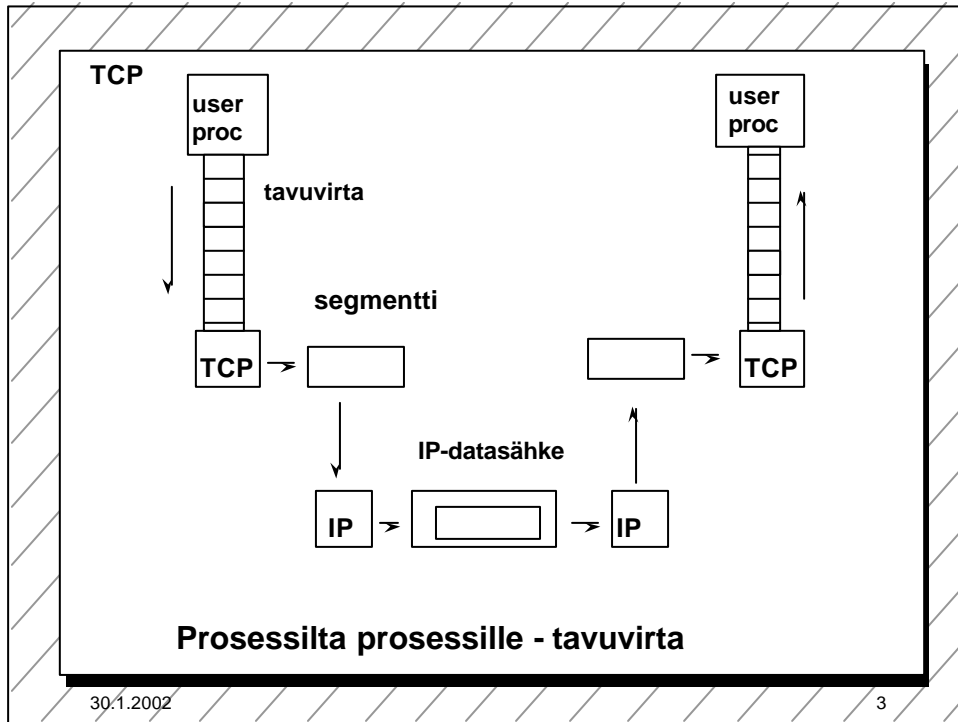 TCP
user
proc
user
proc
tavuvirta
segmentti
TCP
TCP
IP-datasähke
IP
IP
Prosessilta prosessille - tavuvirta
30.1.2002
3